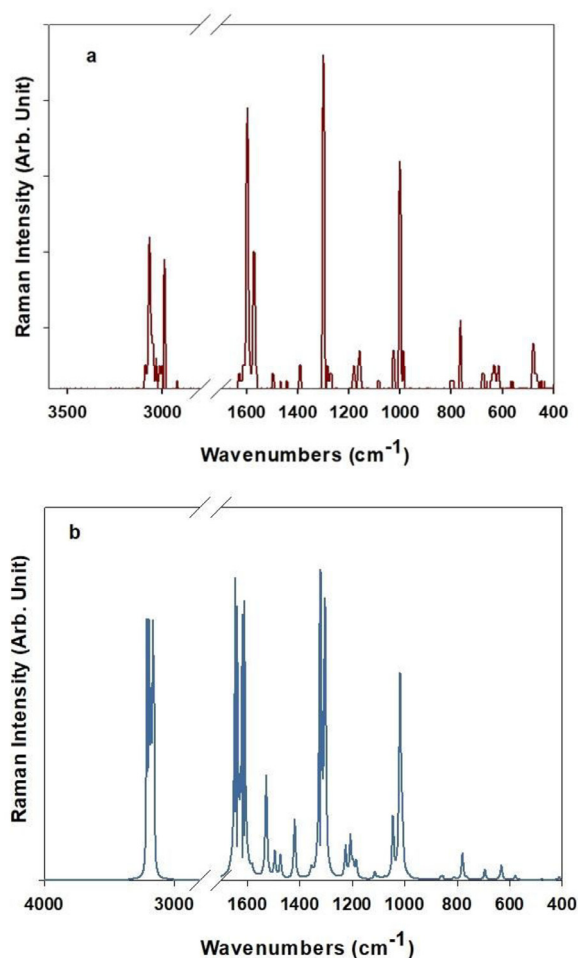 a
Raman Intensity (Arb. Unit)
3500 3000 1600 1400 1200 1000 800 600 400
Wavenumbers (cm-1)
b
Raman Intensity (Arb. Unit)
4000 3000 1600 1400 1200 1000 800 600 400
Wavenumbers (cm-1)